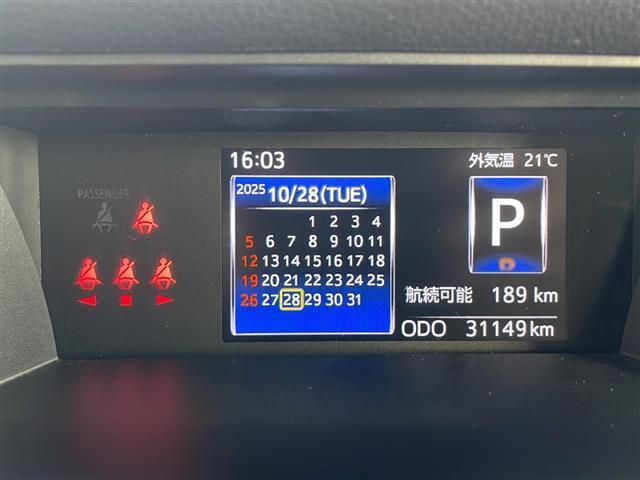 PASSENGER
16:03
外気温 21℃
2025 10/28(TUE)
1 2 3 4
5 6 7 8 9 10 11
12 13 14 15 16 17 18
19 20 21 22 23 24 25
26 27 28 29 30 31
P
D
航続可能 189 km
ODO 31149 km